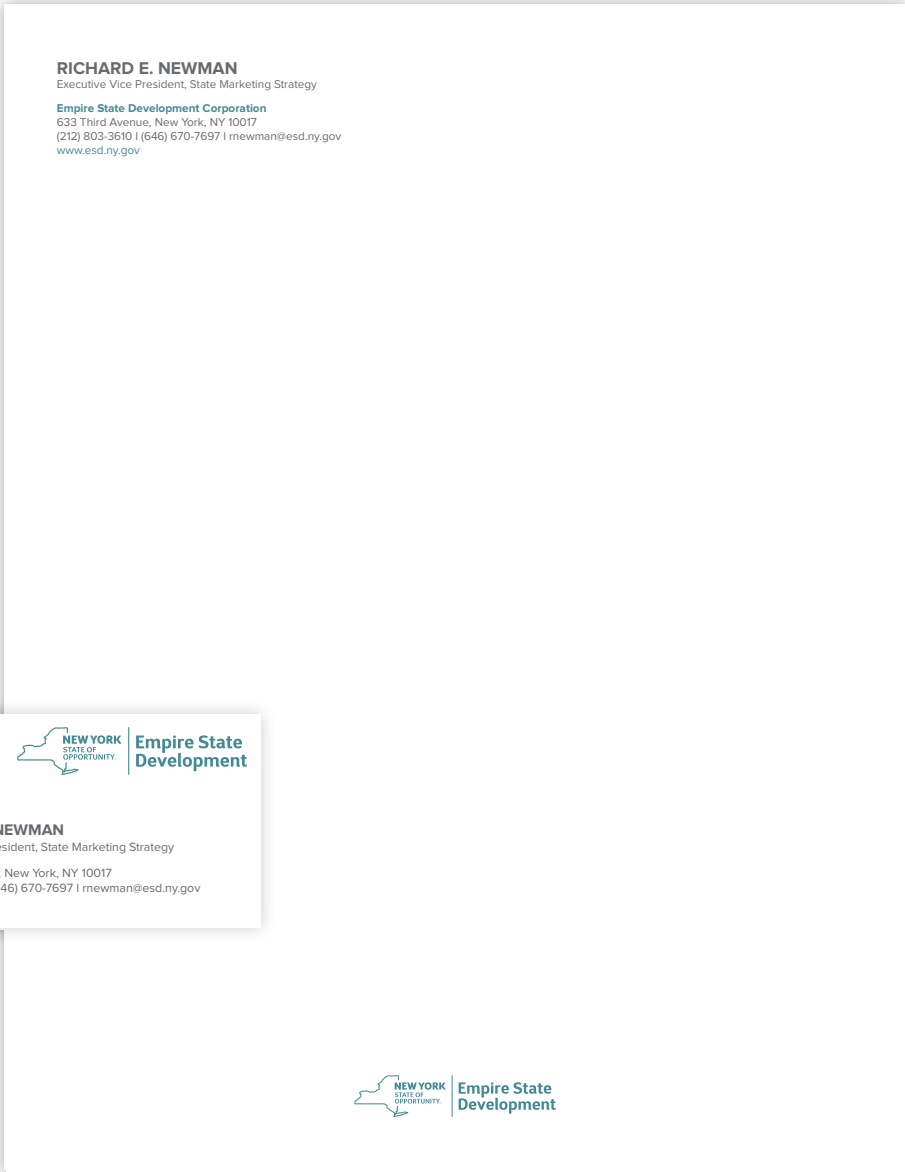 RICHARD E. NEWMAN
Executive Vice President, State Marketing Strategy
Empire State Development Corporation
633 Third Avenue, New York, NY 10017
(212) 803-3610 I (646) 670-7697 I rnewman@esd.ny.gov
www.esd.ny.gov
NEW YORK
STATE OF
OPPORTUNITY.
Empire State
Development
NEWMAN
esident, State Marketing Strategy
, New York, NY 10017
46) 670-7697 I rnewman@esd.ny.gov
NEW YORK
STATE OF
OPPORTUNITY.
Empire State
Development